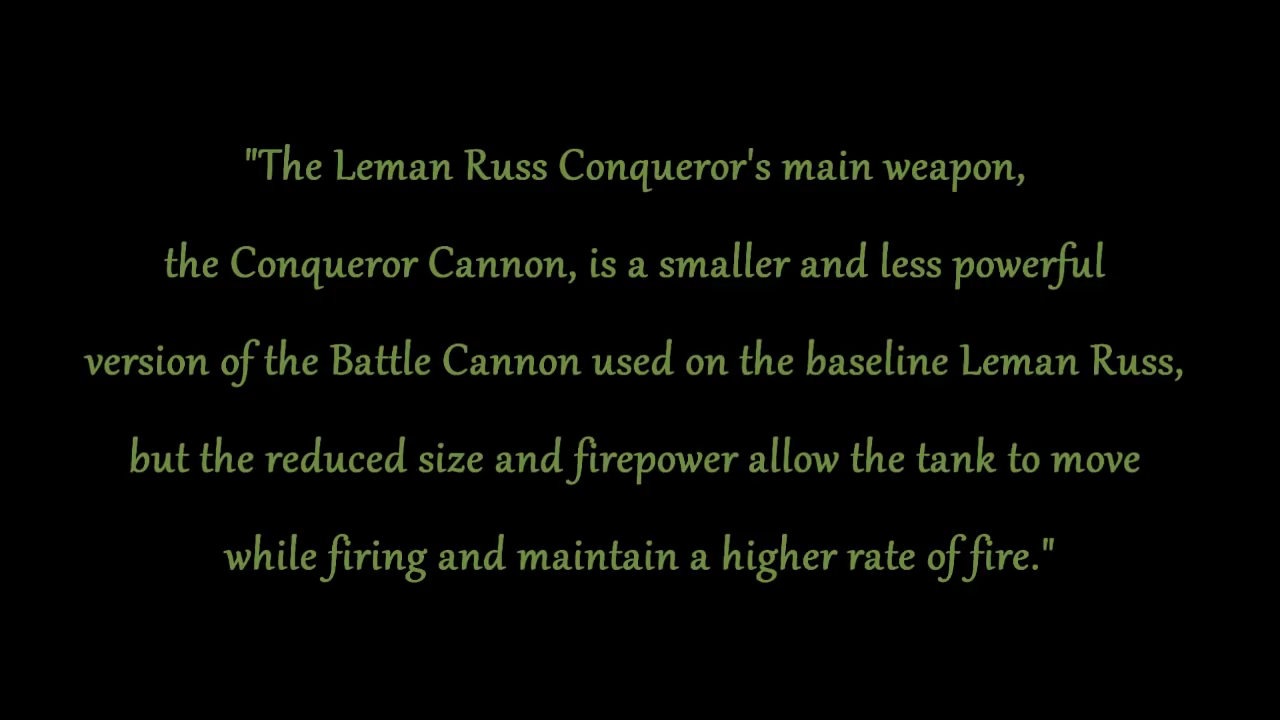 "The Leman Russ Conqueror's main weapon,
the Conqueror Cannon, is a smaller and less powerful
version of the Battle Cannon used on the baseline Leman Russ,
but the reduced size and firepower allow the tank to move
while firing and maintain a higher rate of fire."